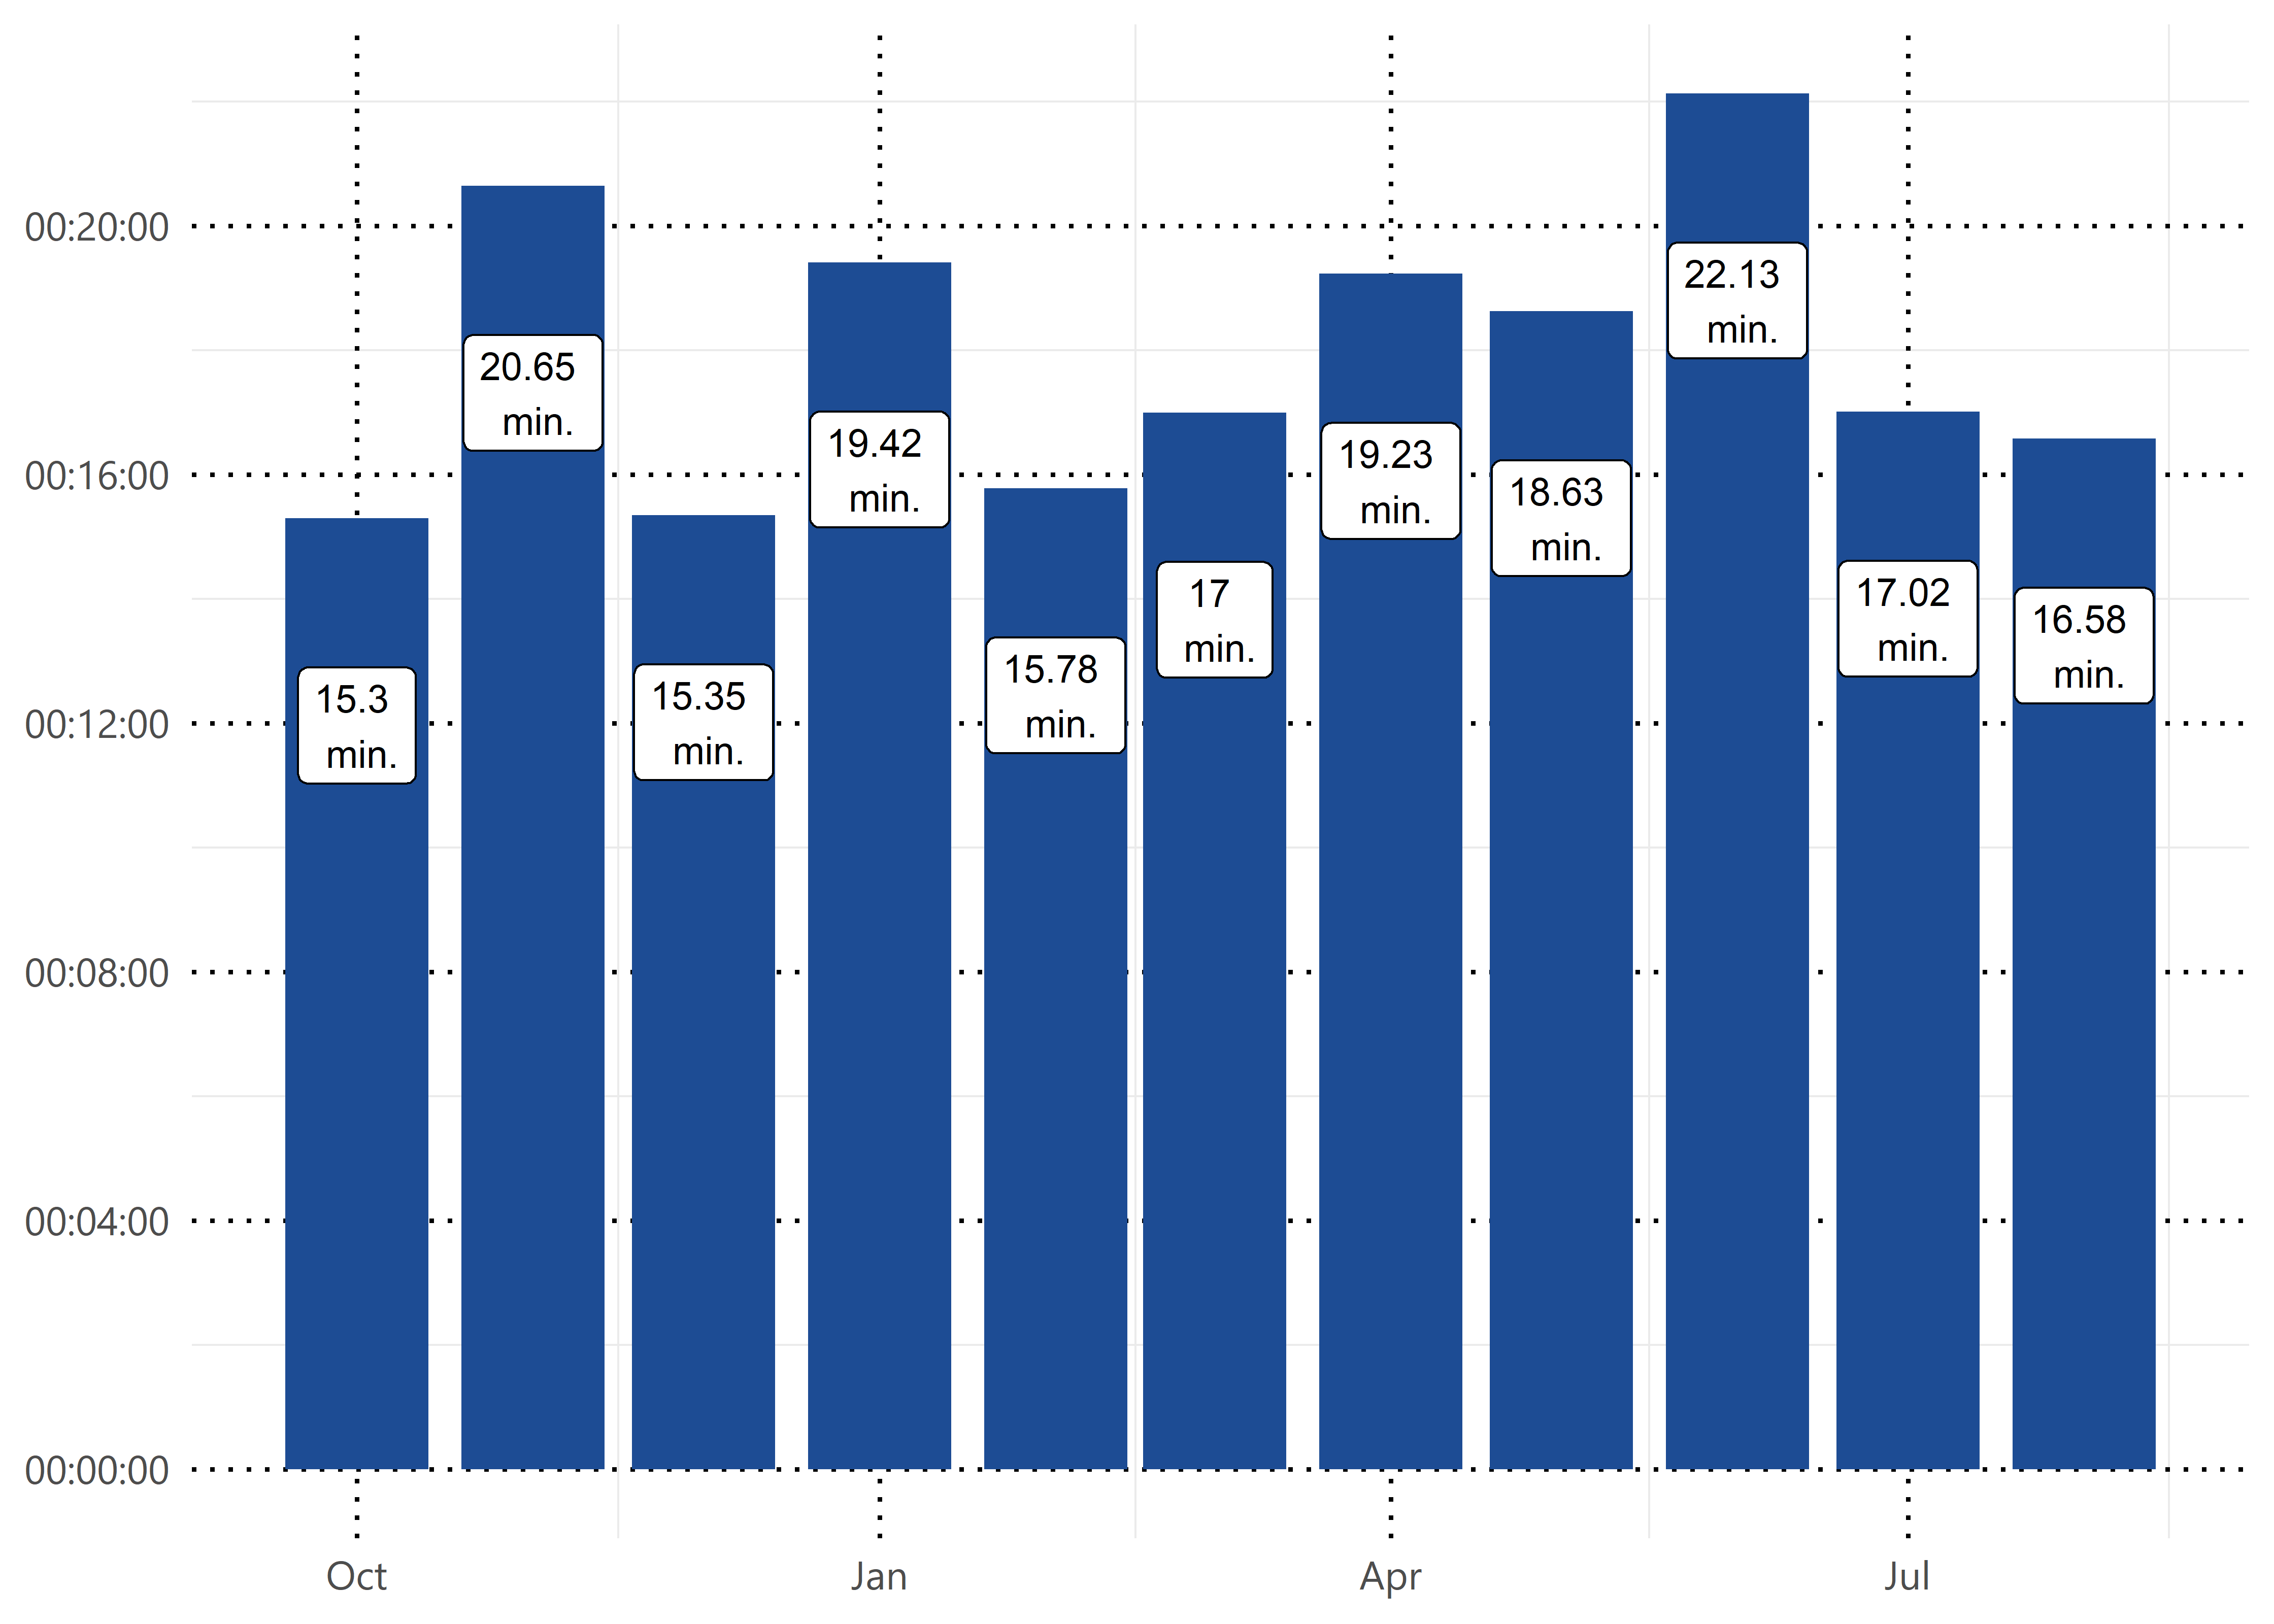 00:20:00
00:16:00
00:12:00
00:08:00
00:04:00
00:00:00
15.3
min.
20.65
min.
15.35
min.
19.42
min.
15.78
min.
17
min.
19.23
min.
18.63
min.
22.13
min.
17.02
min.
16.58
min.
Oct
Jan
Apr
Jul